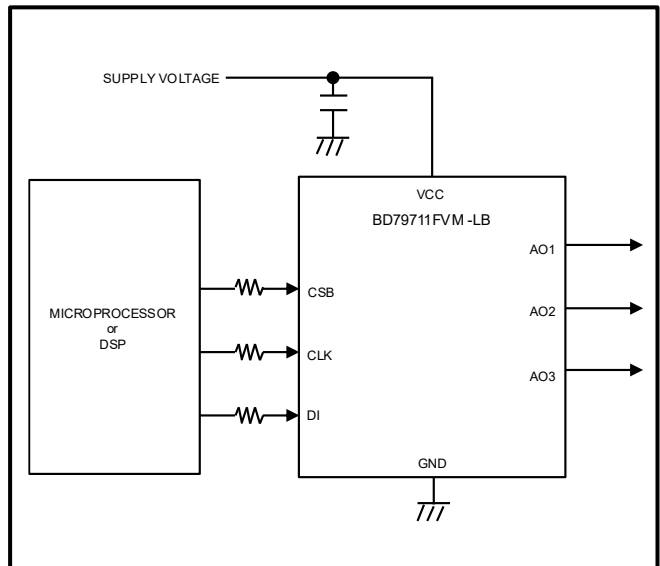 SUPPLY VOLTAGE
VCC
BD79711FVM -LB
AO1
CSB
AO2
MICROPROCESSOR
or
DSP
CLK
AO3
DI
GND